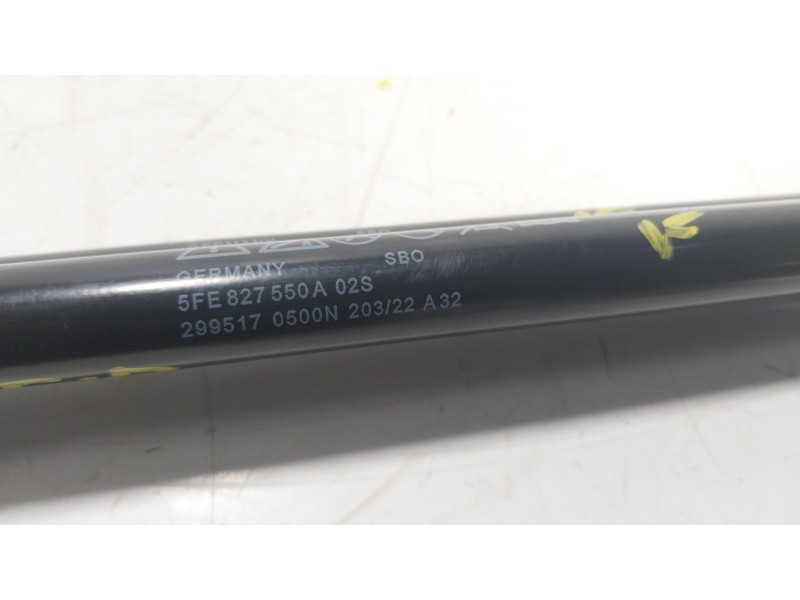 GERMANY SBO
5FE 827 550 A 02S
299517 0500N 203/22 A32